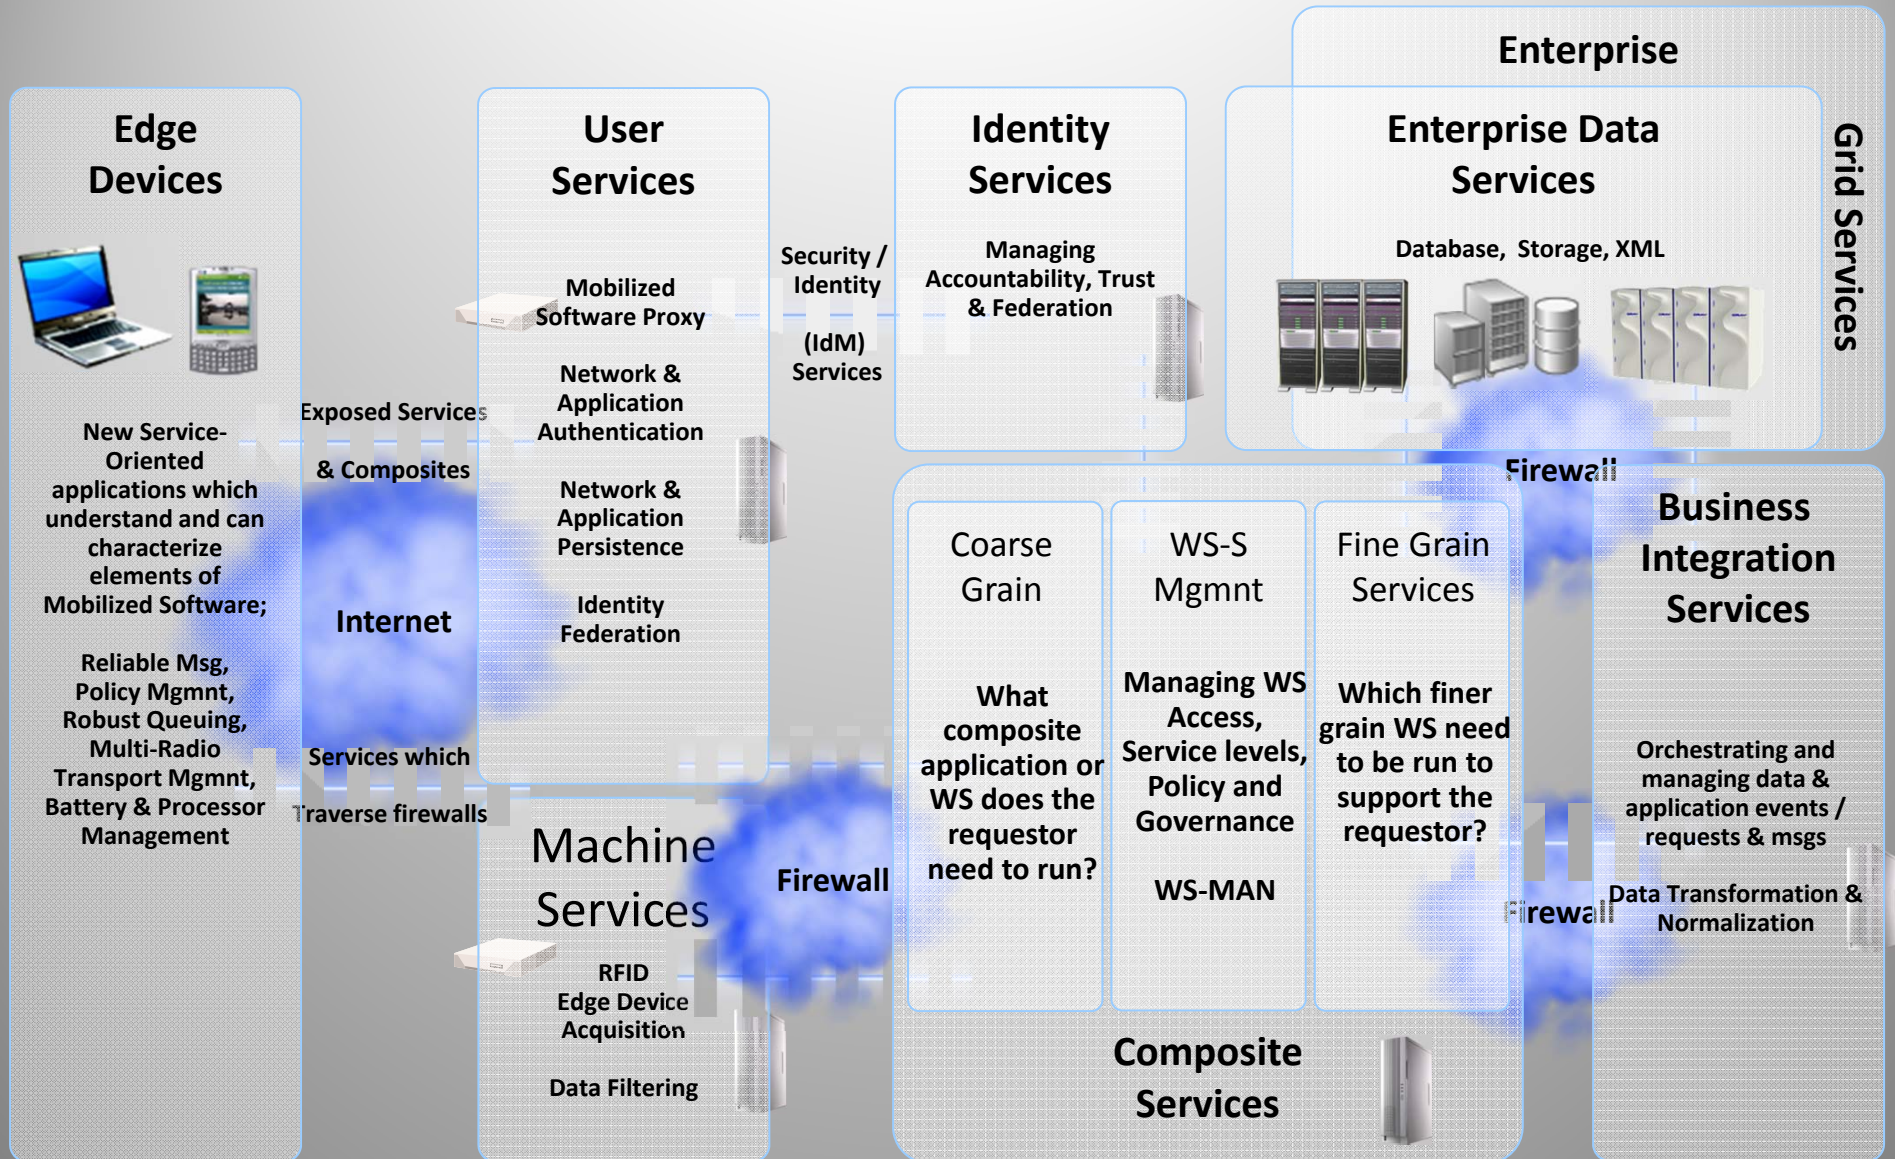 Edge
Devices
New Service-
Oriented
applications which
understand and can
characterize
elements of
Mobilized Software;
Reliable Msg,
Policy Mgmnt,
Robust Queuing,
Multi-Radio
Transport Mgmnt,
Battery & Processor
Management
Exposed Services
& Composites
Internet
Services which
Traverse firewalls
User
Services
Mobilized
Software Proxy
Network &
Application
Authentication
Network &
Application
Persistence
Identity
Federation
Machine
Services
RFID
Edge Device
Acquisition
Data Filtering
Security /
Identity
(IdM)
Services
Firewall
Identity
Services
Managing
Accountability, Trust
& Federation
Enterprise
Grid Services
Enterprise Data
Services
Database, Storage, XML
Firewall
Coarse
Grain
What
composite
application or
WS does the
requestor
need to run?
WS-S
Mgmnt
Managing WS
Access,
Service levels,
Policy and
Governance
WS-MAN
Fine Grain
Services
Which finer
grain WS need
to be run to
support the
requestor?
Composite
Services
Firewall
Business
Integration
Services
Orchestrating and
managing data &
application events /
requests & msgs
Data Transformation &
Normalization